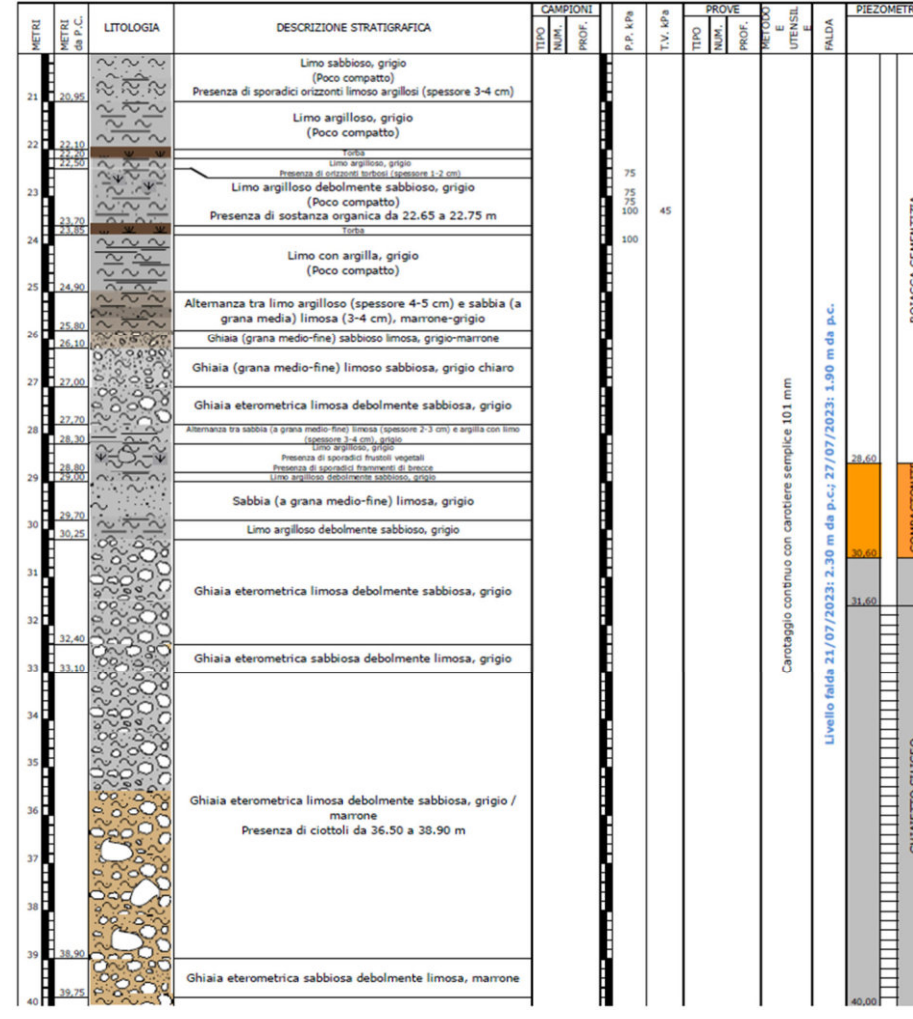 METRI
METRI da P.C.
LITOLOGIA
DESCRIZIONE STRATIGRAFICA
CAMPIONI
TIPO
NUM.
PROF.
P.P. kPa
T.V. kPa
PROVE
TIPO
NUM.
PROF.
METODO E UTENSIL E
FALDA
PIEZOMETR
Limo sabbioso, grigio
(Poco compatto)
Presenza di sporadici orizzonti limoso argillosi (spessore 3-4 cm)
21
20,95
Limo argilloso, grigio
(Poco compatto)
22
22,10
Torba
22,20
Limo argilloso, grigio
Presenza di orizzonti torbosi (spessore 1-2 cm)
22,50
75
Limo argilloso debolmente sabbioso, grigio
(Poco compatto)
Presenza di sostanza organica da 22.65 a 22.75 m
23
75
75
100
45
23,70
Torba
23,85
24
100
Limo con argilla, grigio
(Poco compatto)
25
24,90
Alternanza tra limo argilloso (spessore 4-5 cm) e sabbia (a
grana media) limosa (3-4 cm), marrone-grigio
25,80
26
Ghiaia (grana medio-fine) sabbioso limosa, grigio-marrone
26,10
Ghiaia (grana medio-fine) limoso sabbiosa, grigio chiaro
27
27,00
Ghiaia eterometrica limosa debolmente sabbiosa, grigio
27,70
28
Alternanza tra sabbia (a grana medio-fine) limosa (spessore 2-3 cm) e argilla con limo
(spessore 3-4 cm), grigio
28,30
Limo argilloso, grigio
Presenza di sporadici frustoli vegetali
Presenza di sporadici frammenti di brecce
28,80
Limo argilloso debolmente sabbioso, grigio
29
29,00
Sabbia (a grana medio-fine) limosa, grigio
29,70
30
Limo argilloso debolmente sabbioso, grigio
30,25
31
Ghiaia eterometrica limosa debolmente sabbiosa, grigio
32
32,40
Ghiaia eterometrica sabbiosa debolmente limosa, grigio
33
33,10
34
35
Ghiaia eterometrica limosa debolmente sabbiosa, grigio /
marrone
Presenza di ciottoli da 36.50 a 38.90 m
36
37
38
39
38,90
Ghiaia eterometrica sabbiosa debolmente limosa, marrone
39,75
40
Carotaggio continuo con carotiere semplice 101 mm
Livello falda 21/07/2023: 2.30 m da p.c.; 27/07/2023: 1.90 m da p.c.
28,60
30,60
31,60
40,00